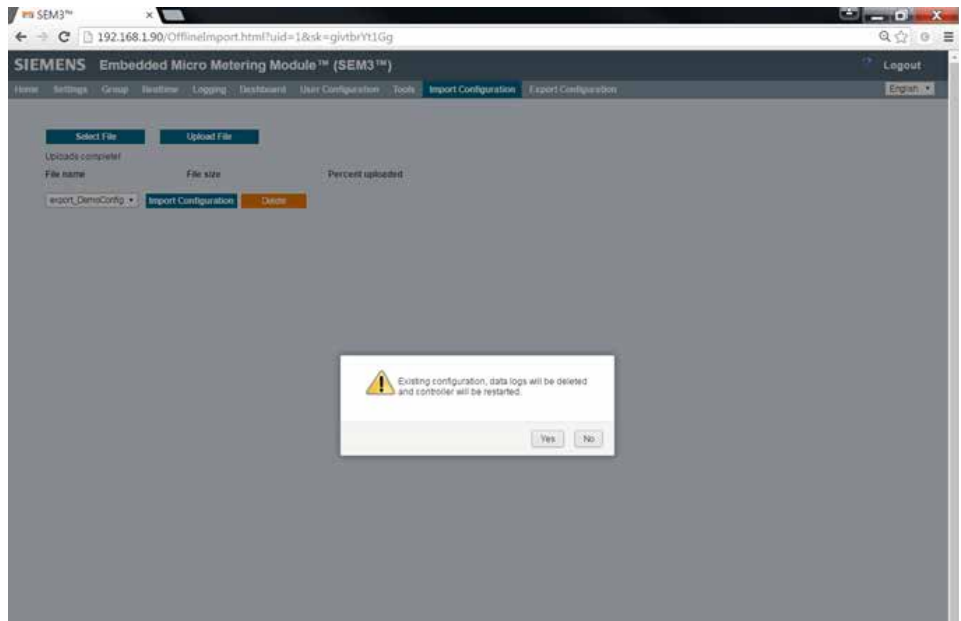 SEM3™
192.168.1.90/OfflineImport.html?uid=1&sk=givtbrYt1Gg
SIEMENS Embedded Micro Metering Module™ (SEM3™)
Logout
Home Settings Group Realtime Logging Dashboard User Configuration Tools Import Configuration Export Configuration
English
Select File Upload File
Uploads complete!
File name File size Percent uploaded
export_DemoConfig Import Configuration Delete
Existing configuration, data logs will be deleted
and controller will be restarted.
Yes No